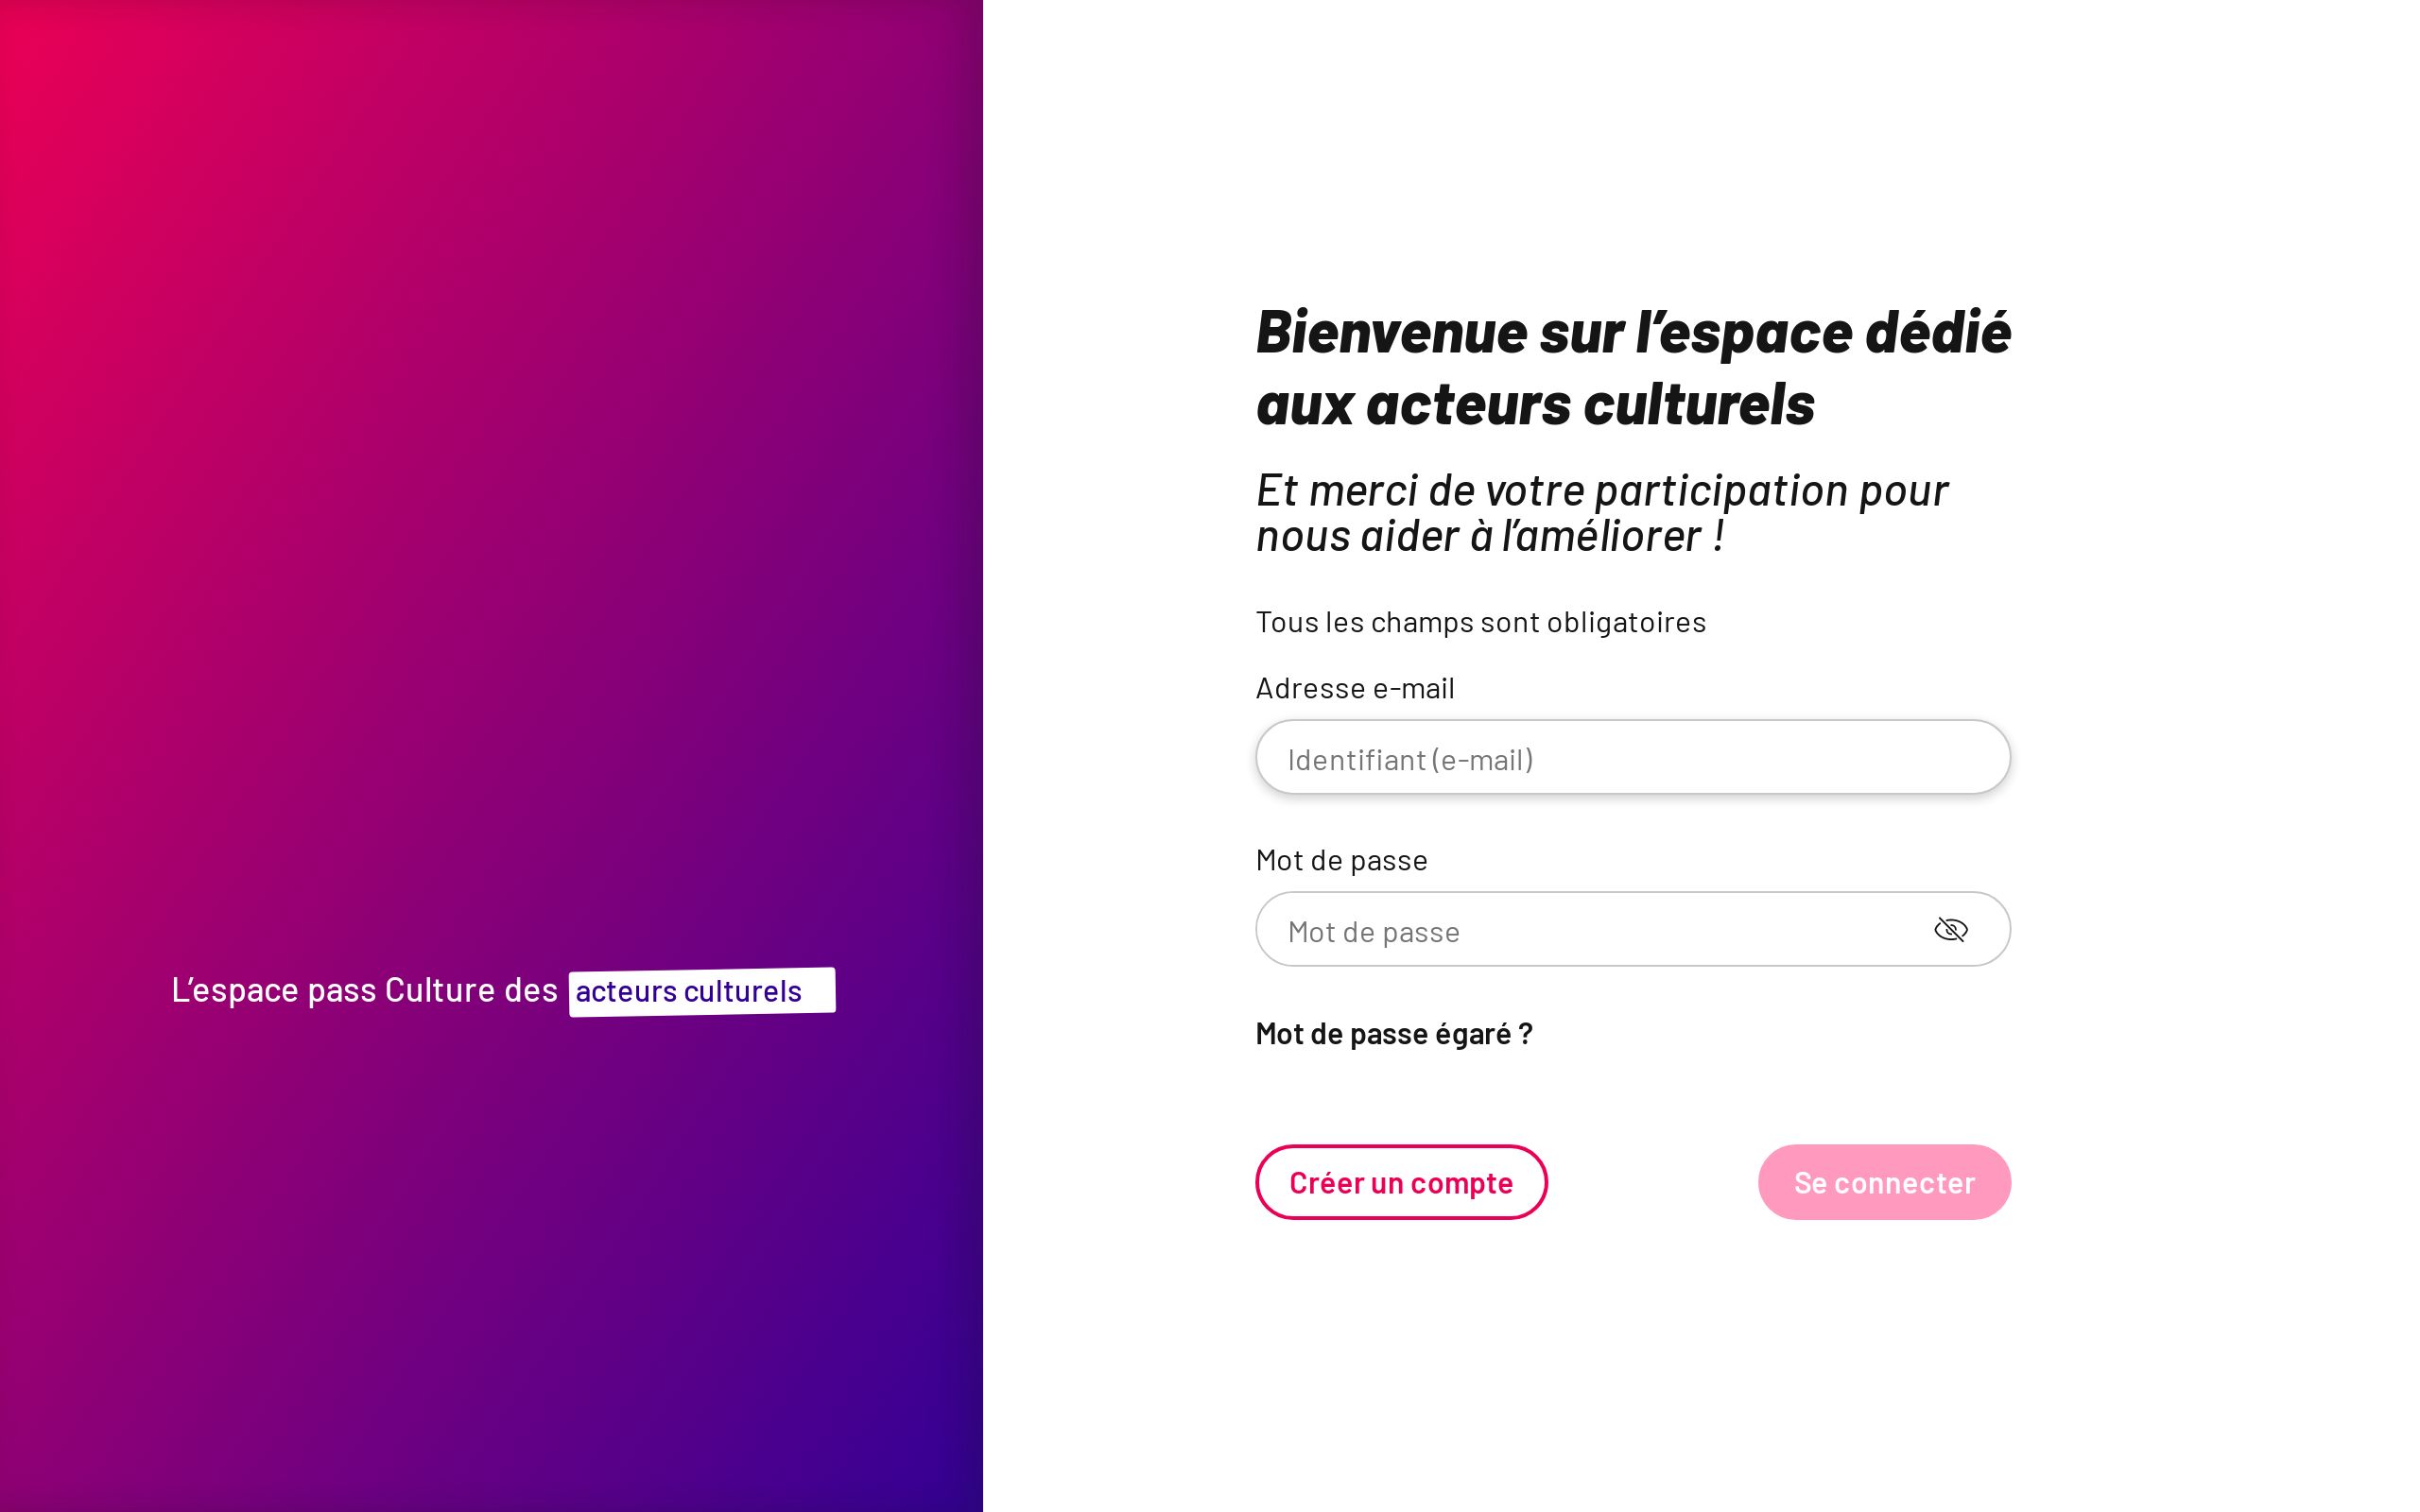 L’espace pass Culture des acteurs culturels
Bienvenue sur l’espace dédié
aux acteurs culturels
Et merci de votre participation pour
nous aider à l’améliorer !
Tous les champs sont obligatoires
Adresse e-mail
Identifiant (e-mail)
Mot de passe
Mot de passe
Mot de passe égaré ?
Créer un compte
Se connecter